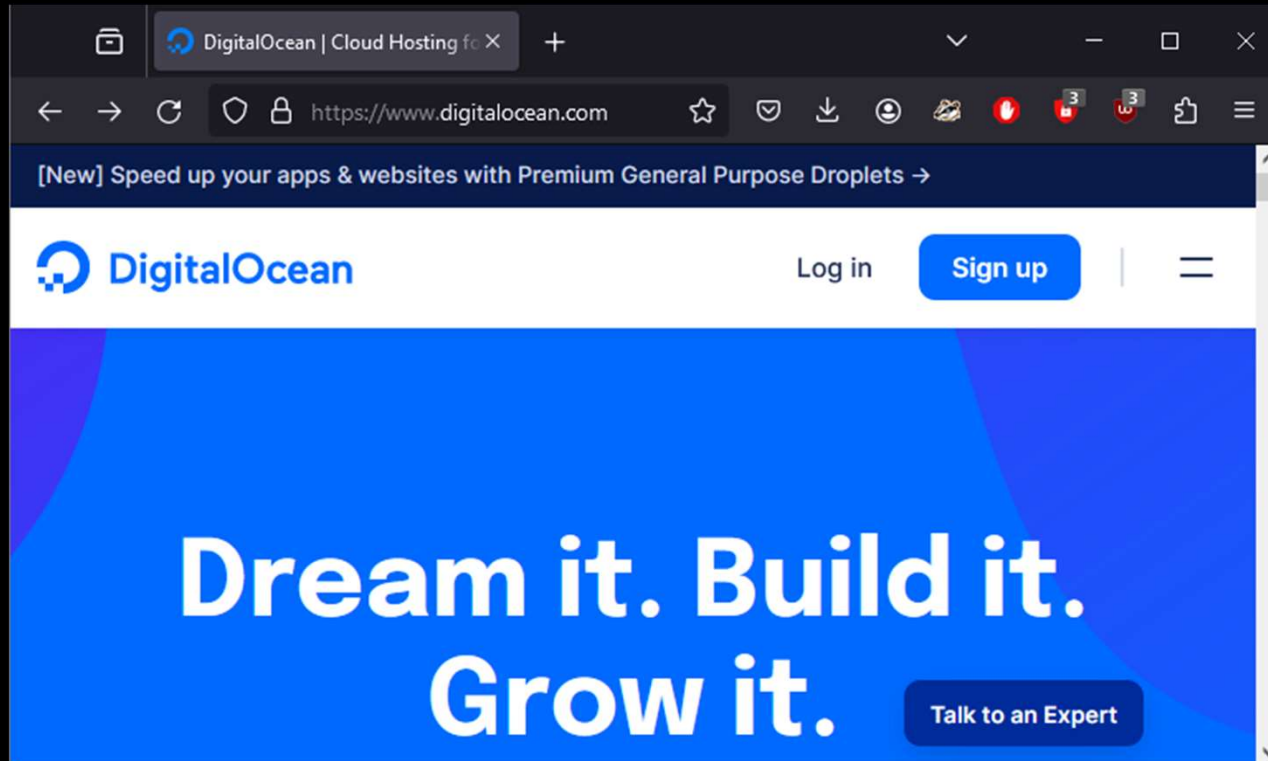 DigitalOcean | Cloud Hosting fo
https://www.digitalocean.com
3
3
[New] Speed up your apps & websites with Premium General Purpose Droplets →
DigitalOcean
Log in
Sign up
Dream it. Build it.
Grow it.
Talk to an Expert